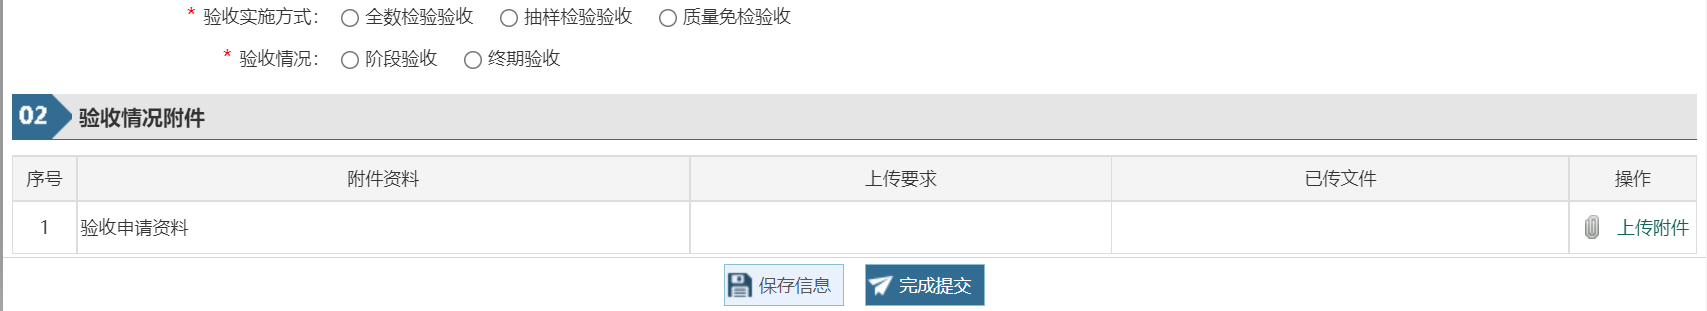 * 验收实施方式： 全数检验验收 抽样检验验收 质量免检验收
* 验收情况： 阶段验收 终期验收
02 验收情况附件
序号 附件资料 上传要求 已传文件 操作
1 验收申请资料 上传附件
保存信息 完成提交